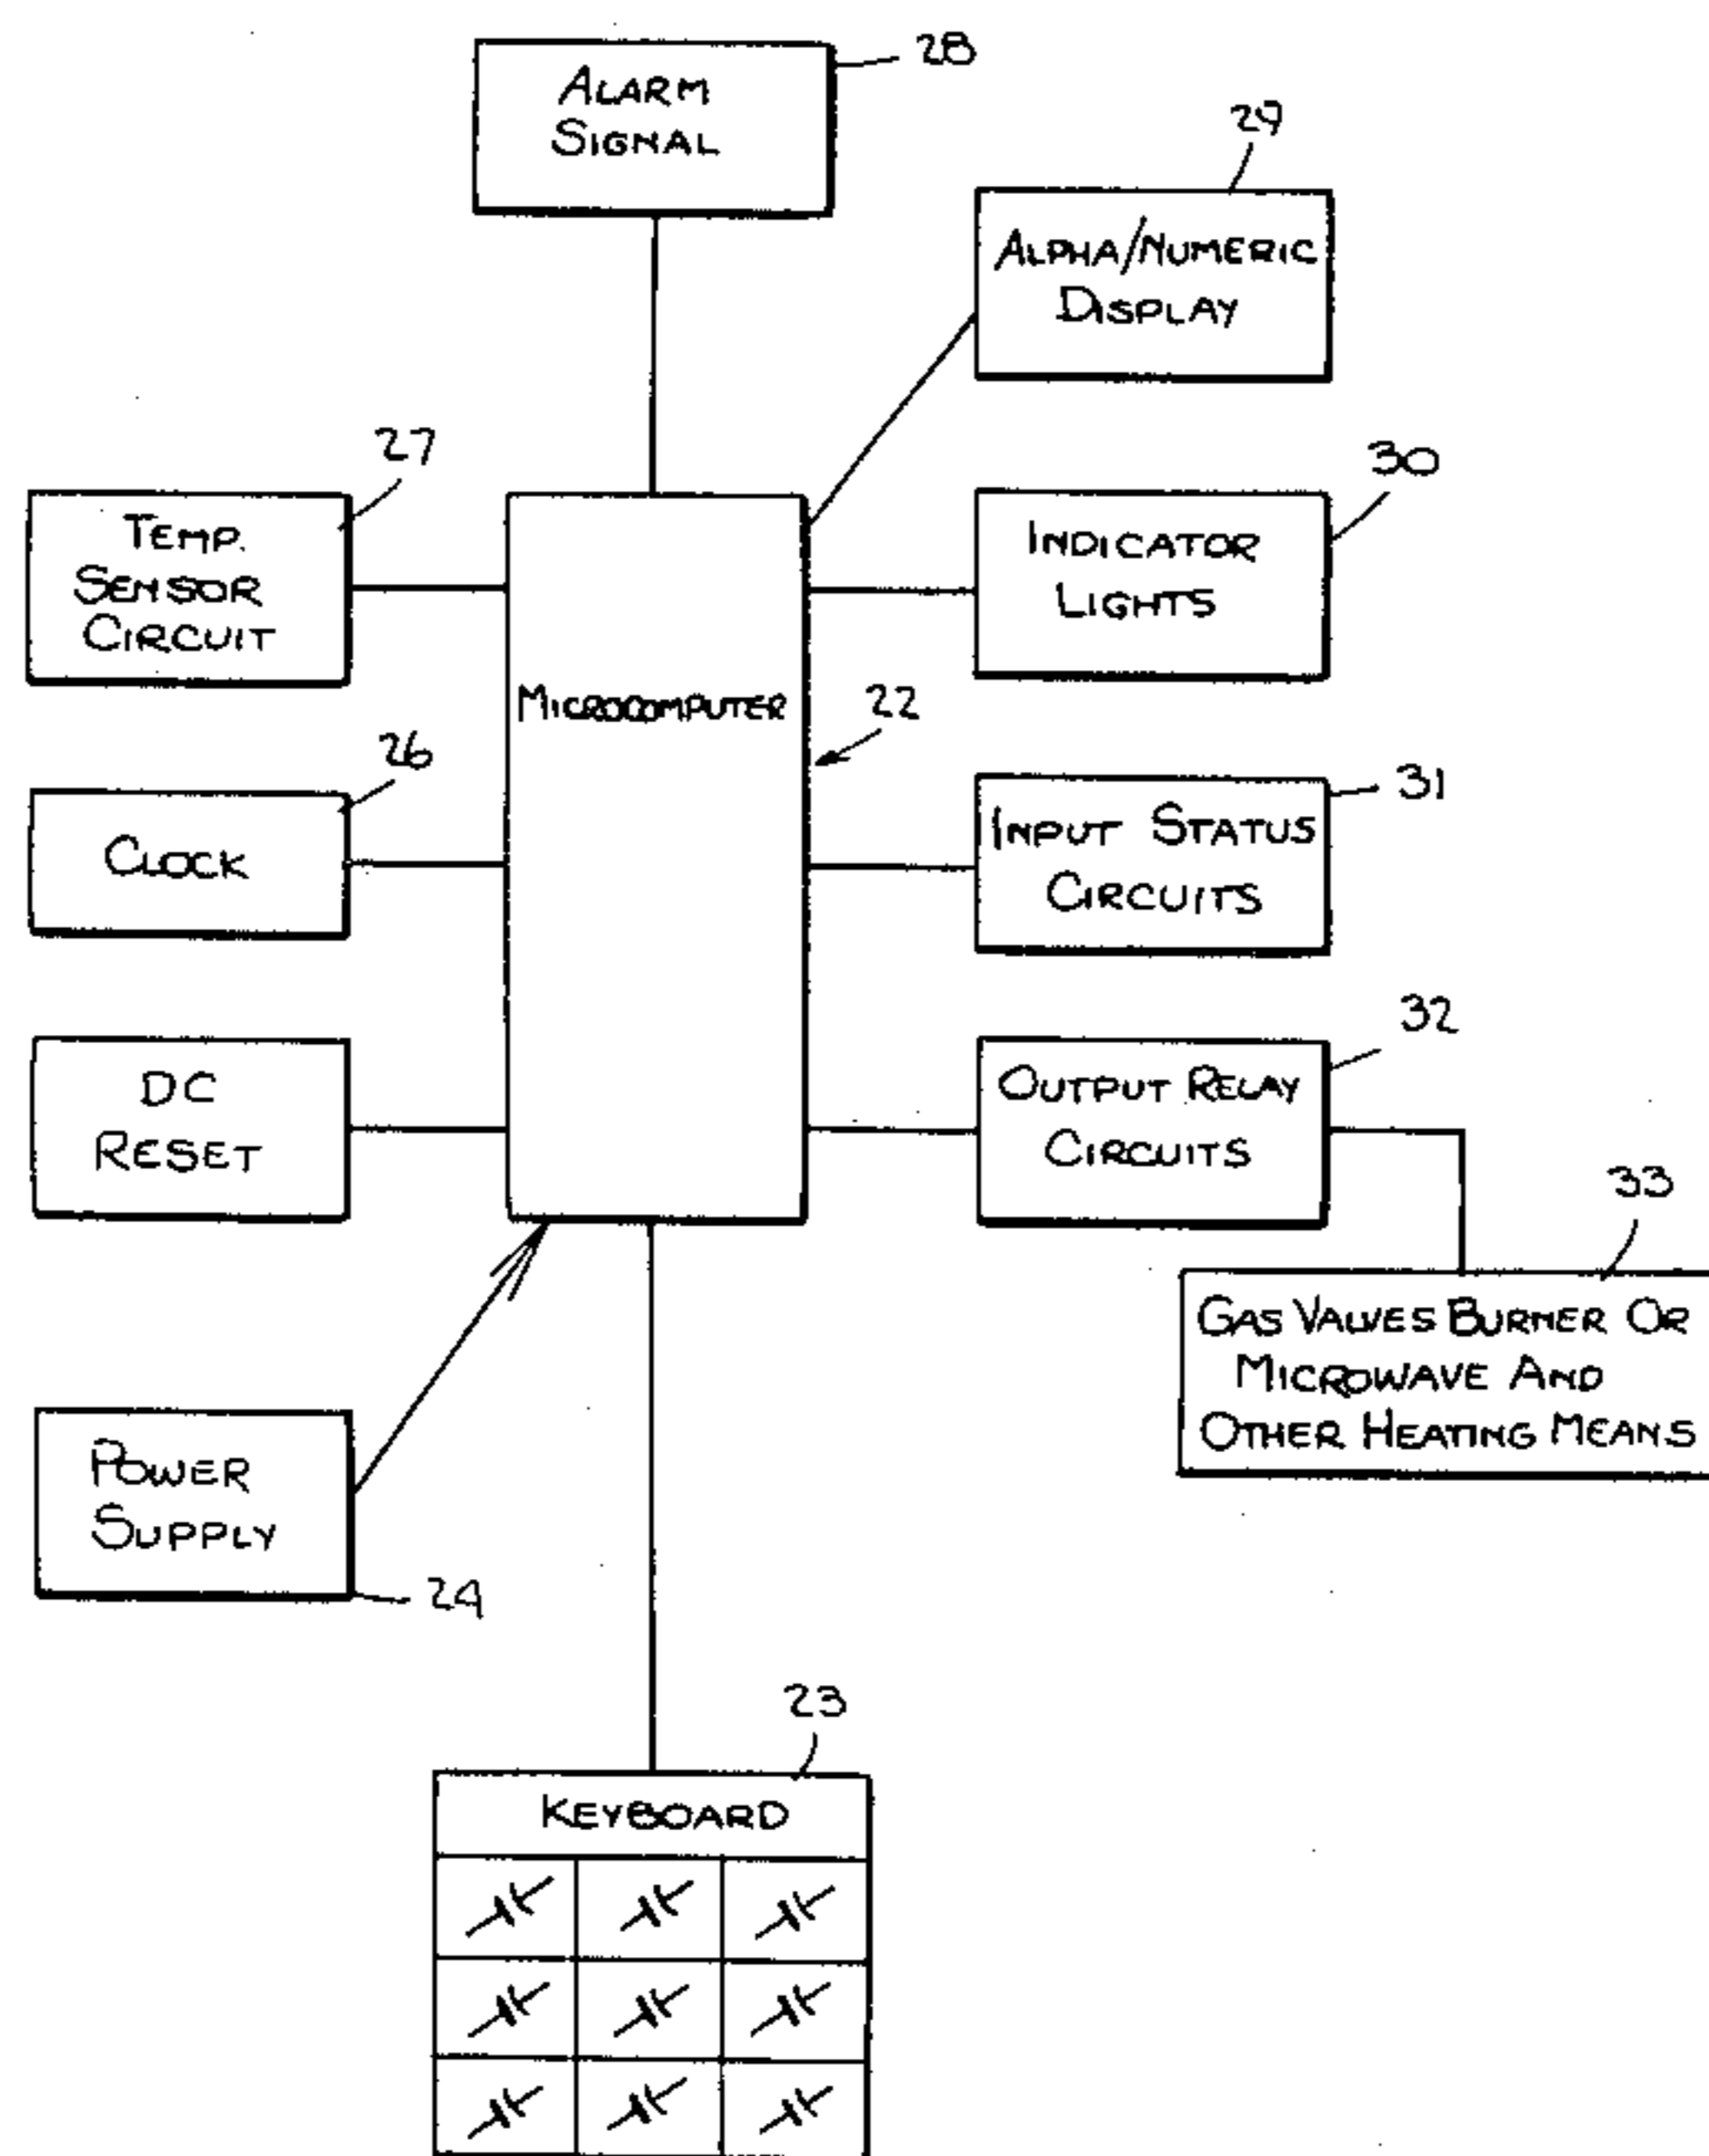 28
ALARM
SIGNAL
29
ALPHA/NUMERIC
DISPLAY
27
TEMP.
SENSOR
CIRCUIT
30
INDICATOR
LIGHTS
MICROCOMPUTER
22
26
CLOCK
31
INPUT STATUS
CIRCUITS
DC
RESET
32
OUTPUT RELAY
CIRCUITS
33
GAS VALVES BURNER OR
MICROWAVE AND
OTHER HEATING MEANS
POWER
SUPPLY
24
23
KEYBOARD